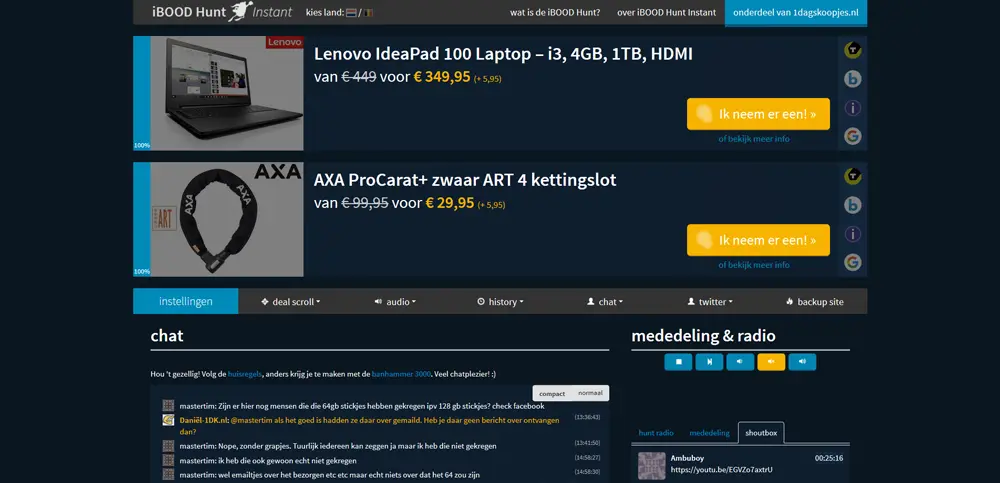 iBOOD Hunt Instant kies land: / wat is de iBOOD Hunt? over iBOOD Hunt Instant onderdeel van 1dagskoopjes.nl
Lenovo
Lenovo IdeaPad 100 Laptop – i3, 4GB, 1TB, HDMI
van € 449 voor € 349,95 (+ 5,95)
Ik neem er een! »
of bekijk meer info
100%
AXA AXA
ART
AXA ProCarat+ zwaar ART 4 kettingslot
van € 99,95 voor € 29,95 (+ 5,95)
Ik neem er een! »
of bekijk meer info
100%
instellingen deal scroll audio history chat twitter backup site
chat
Hou 't gezellig! Volg de huisregels, anders krijg je te maken met de banhammer 3000. Veel chatplezier! :)
compact normaal
mastertim: Zijn er hier nog mensen die die 64gb stickjes hebben gekregen ipv 128 gb stickjes? check facebook (13:36:43)
Daniël-1DK.nl: @mastertim als het goed is hadden ze daar over gemaild. Heb je daar geen bericht over ontvangen
dan? (13:41:50)
mastertim: Nope, zonder grapjes. Tuurlijk iedereen kan zeggen ja maar ik heb die niet gekregen (14:58:27)
mastertim: ik heb die ook gewoon echt niet gekregen (14:58:30)
mastertim: wel emailtjes over het bezorgen etc etc maar echt niets over dat het 64 zou zijn
mededeling & radio
hunt radio mededeling shoutbox
Ambuboy 00:25:16
https://youtu.be/EGVZo7axtrU